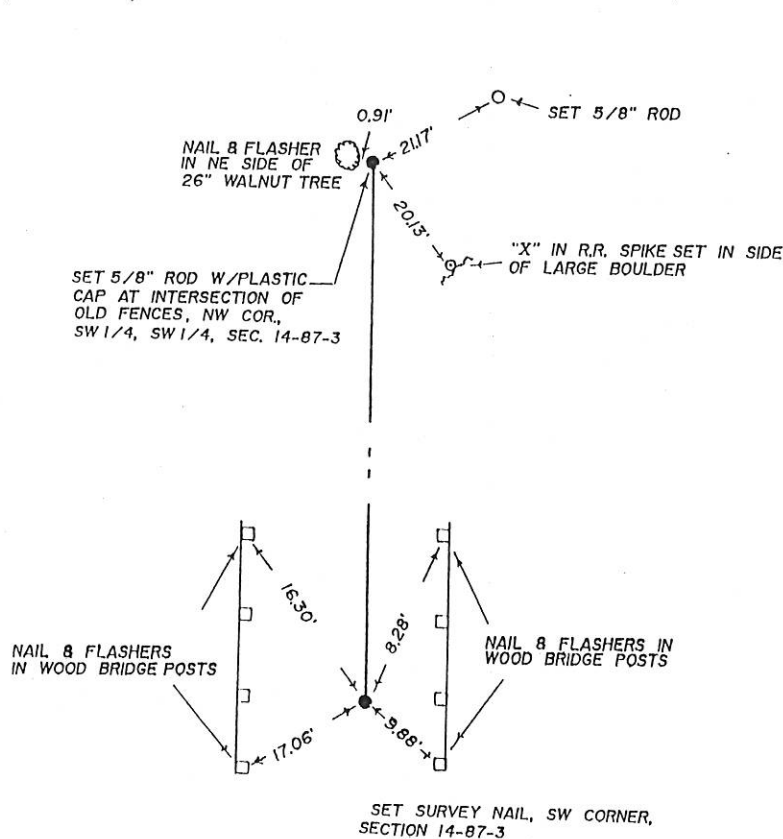 0.91'
21.17'
SET 5/8" ROD
NAIL & FLASHER
IN NE SIDE OF
26" WALNUT TREE
20.13'
"X" IN R.R. SPIKE SET IN SIDE
OF LARGE BOULDER
SET 5/8" ROD W/PLASTIC
CAP AT INTERSECTION OF
OLD FENCES, NW COR.,
SW 1/4, SW 1/4, SEC. 14-87-3
16.30'
8.28'
NAIL & FLASHERS
IN WOOD BRIDGE POSTS
NAIL & FLASHERS IN
WOOD BRIDGE POSTS
17.06'
9.88'
SET SURVEY NAIL, SW CORNER,
SECTION 14-87-3